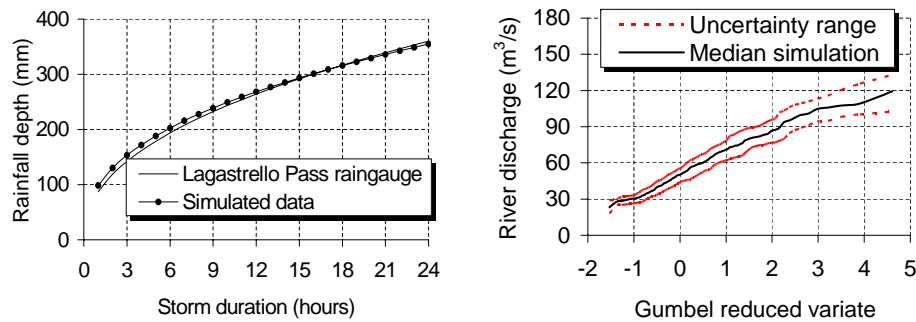 400
300
200
100
0
Rainfall depth (mm)
Lagastrello Pass raingauge
Simulated data
0 3 6 9 12 15 18 21 24
Storm duration (hours)
180
150
120
90
60
30
0
River discharge (m³/s)
Uncertainty range
Median simulation
-2 -1 0 1 2 3 4 5
Gumbel reduced variate